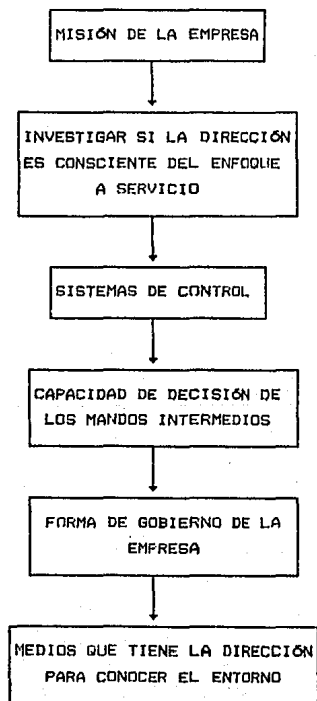 MISIÓN DE LA EMPRESA
INVESTIGAR SI LA DIRECCIÓN
ES CONSCIENTE DEL ENFOQUE
A SERVICIO
SISTEMAS DE CONTROL
CAPACIDAD DE DECISIÓN DE
LOS MANDOS INTERMEDIOS
FORMA DE GOBIERNO DE LA
EMPRESA
MEDIOS QUE TIENE LA DIRECCIÓN
PARA CONOCER EL ENTORNO